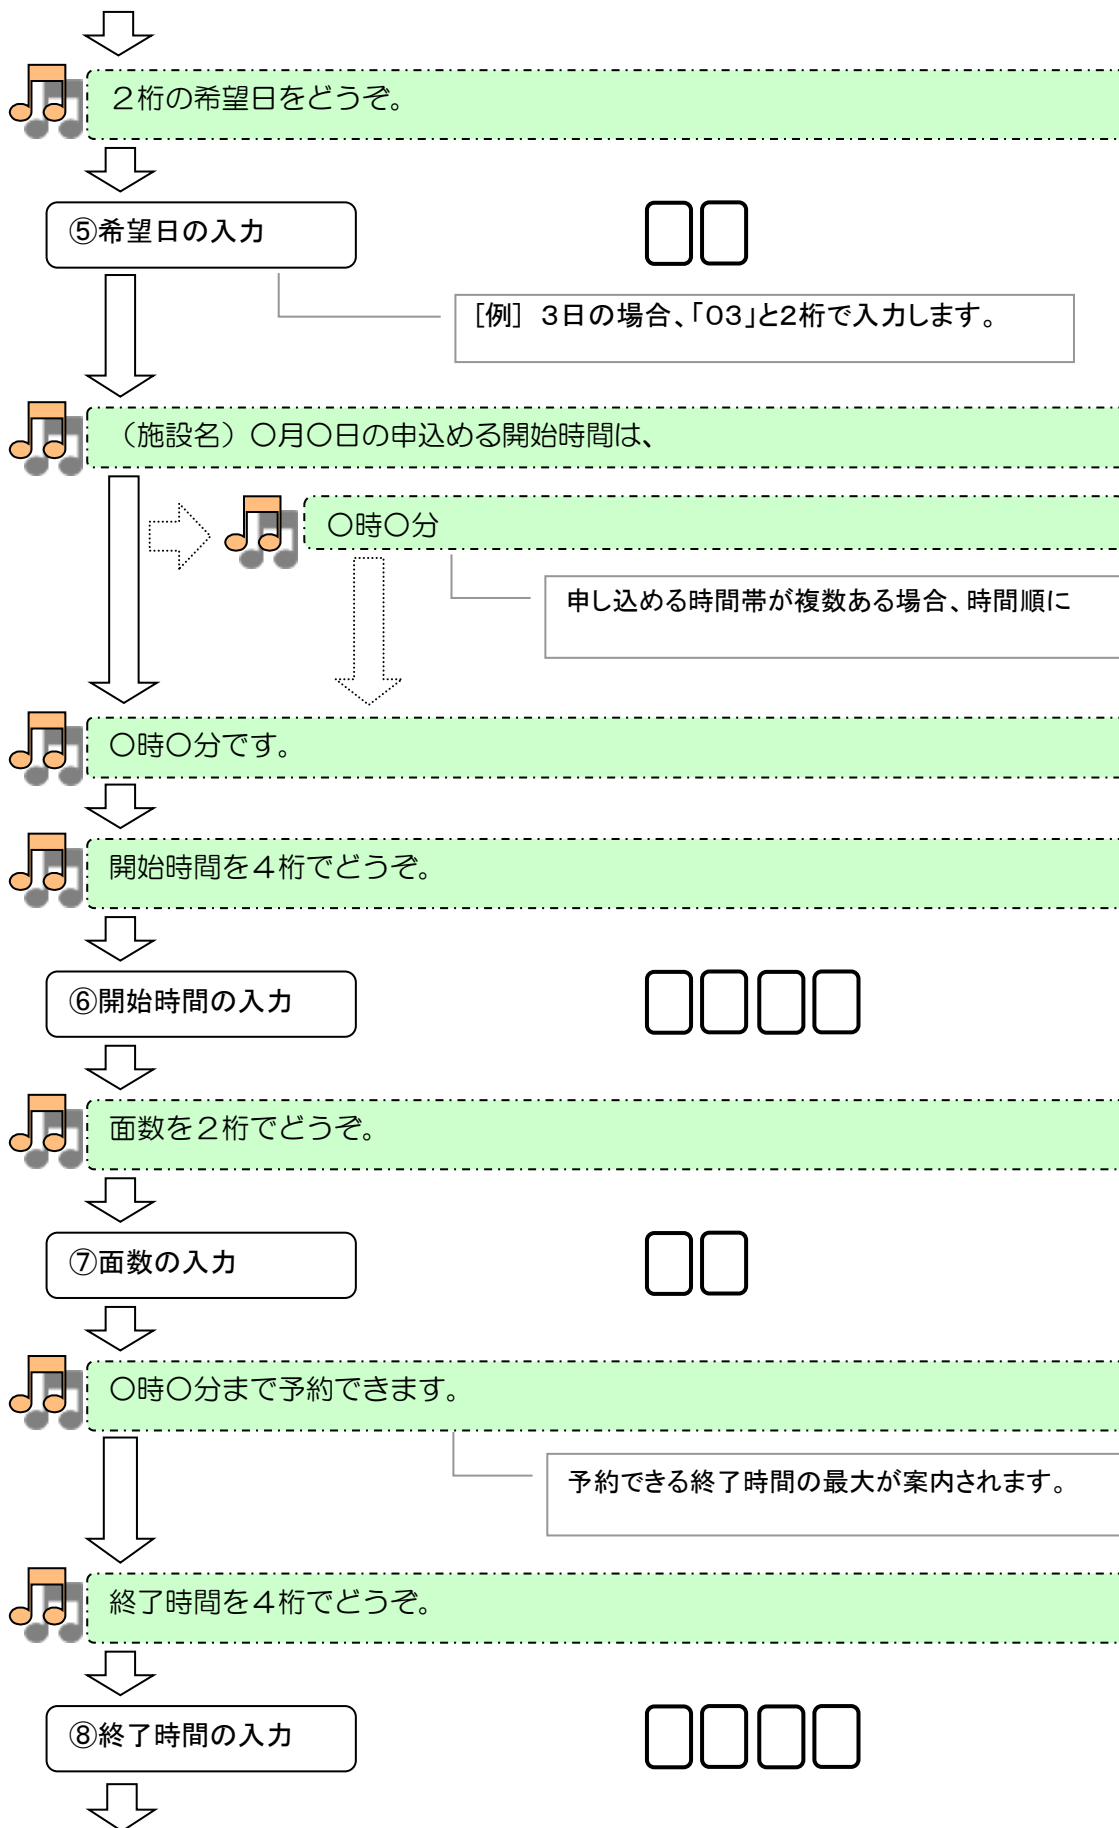 ２桁の希望日をどうぞ。
⑤希望日の入力
［例］ ３日の場合、「０３」と２桁で入力します。
（施設名）〇月〇日の申込める開始時間は、
〇時〇分
申し込める時間帯が複数ある場合、時間順に
〇時〇分です。
開始時間を４桁でどうぞ。
⑥開始時間の入力
面数を２桁でどうぞ。
⑦面数の入力
〇時〇分まで予約できます。
予約できる終了時間の最大が案内されます。
終了時間を４桁でどうぞ。
⑧終了時間の入力